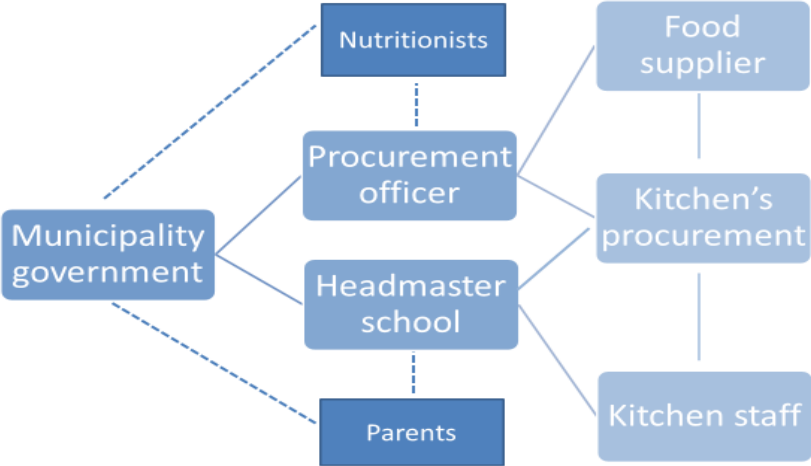 Nutritionists
Food
supplier
Procurement
officer
Municipality
government
Kitchen's
procurement
Headmaster
school
Parents
Kitchen staff